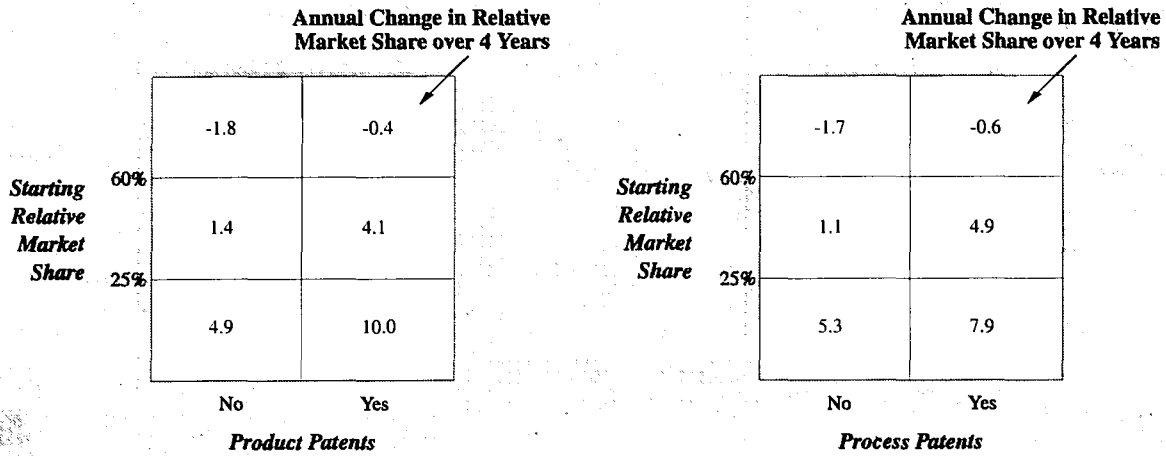 Annual Change in Relative
Market Share over 4 Years
-1.8 -0.4
60%
Starting
Relative
Market
Share
1.4 4.1
25%
4.9 10.0
No Yes
Product Patents
Annual Change in Relative
Market Share over 4 Years
-1.7 -0.6
60%
Starting
Relative
Market
Share
1.1 4.9
25%
5.3 7.9
No Yes
Process Patents